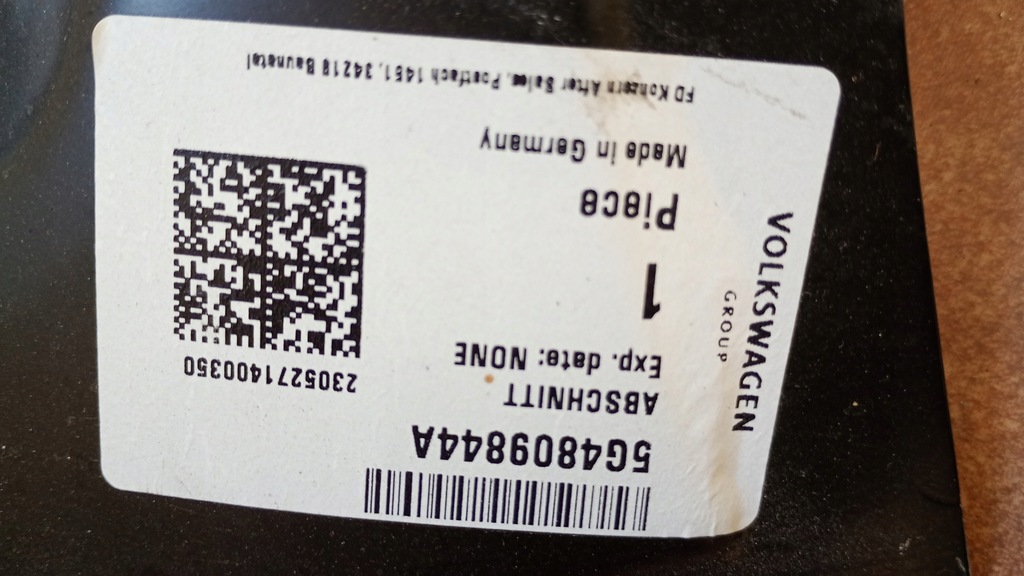 VOLKSWAGEN
GROUP
5G4809844A
ABSCHNITT
Exp. date: NONE
1
Piece
Made in Germany
FD Konzern After Sales, Postfach 1451, 34218 Baunatal
2305271400350